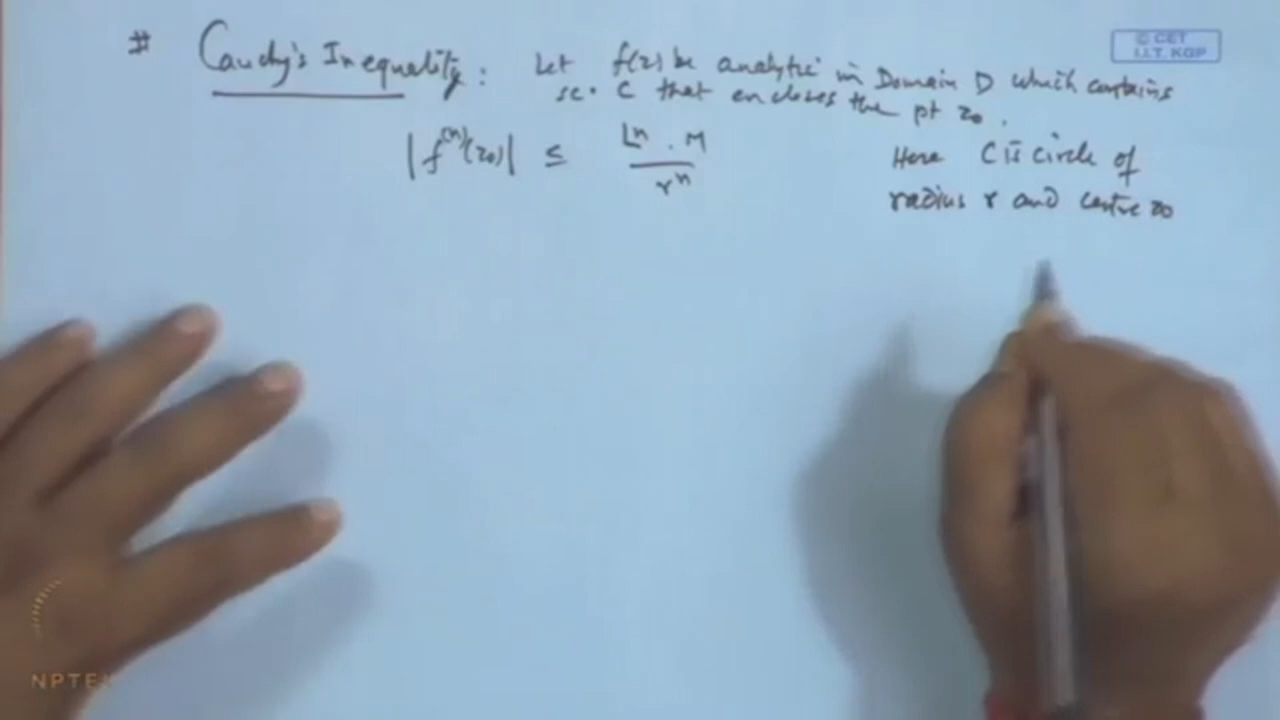 # Cauchy's Inequality : Let f(z) be analytic in Domain D which contains
s.c. C that encloses the pt z0.
|f^(n)(z0)| ≤ Ln . M / r^n
Here C is circle of
radius r and centre z0
© CET
I.I.T. KGP
NPTEL